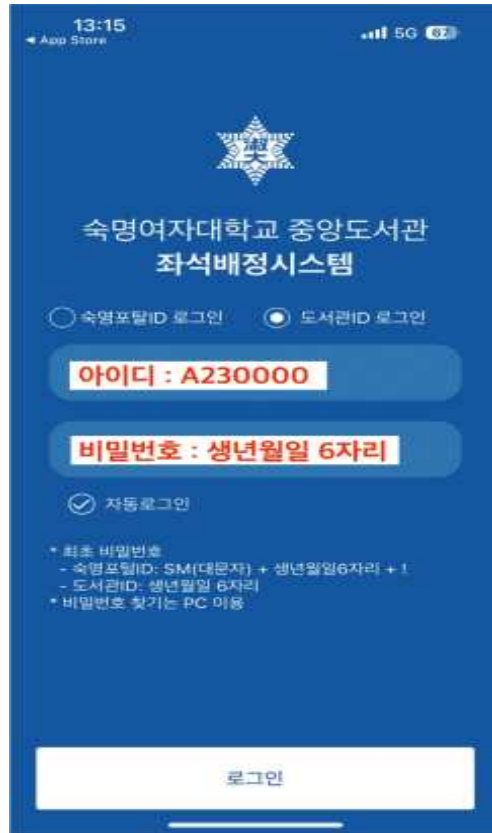 13:15
◀ App Store
5G 62
淑大
숙명여자대학교 중앙도서관
좌석배정시스템
숙명포탈ID 로그인 도서관ID 로그인
아이디 : A230000
비밀번호 : 생년월일 6자리
자동로그인
* 최초 비밀번호
- 숙명포탈ID: SM(대문자) + 생년월일6자리 + !
- 도서관ID: 생년월일 6자리
* 비밀번호 찾기는 PC 이용
로그인